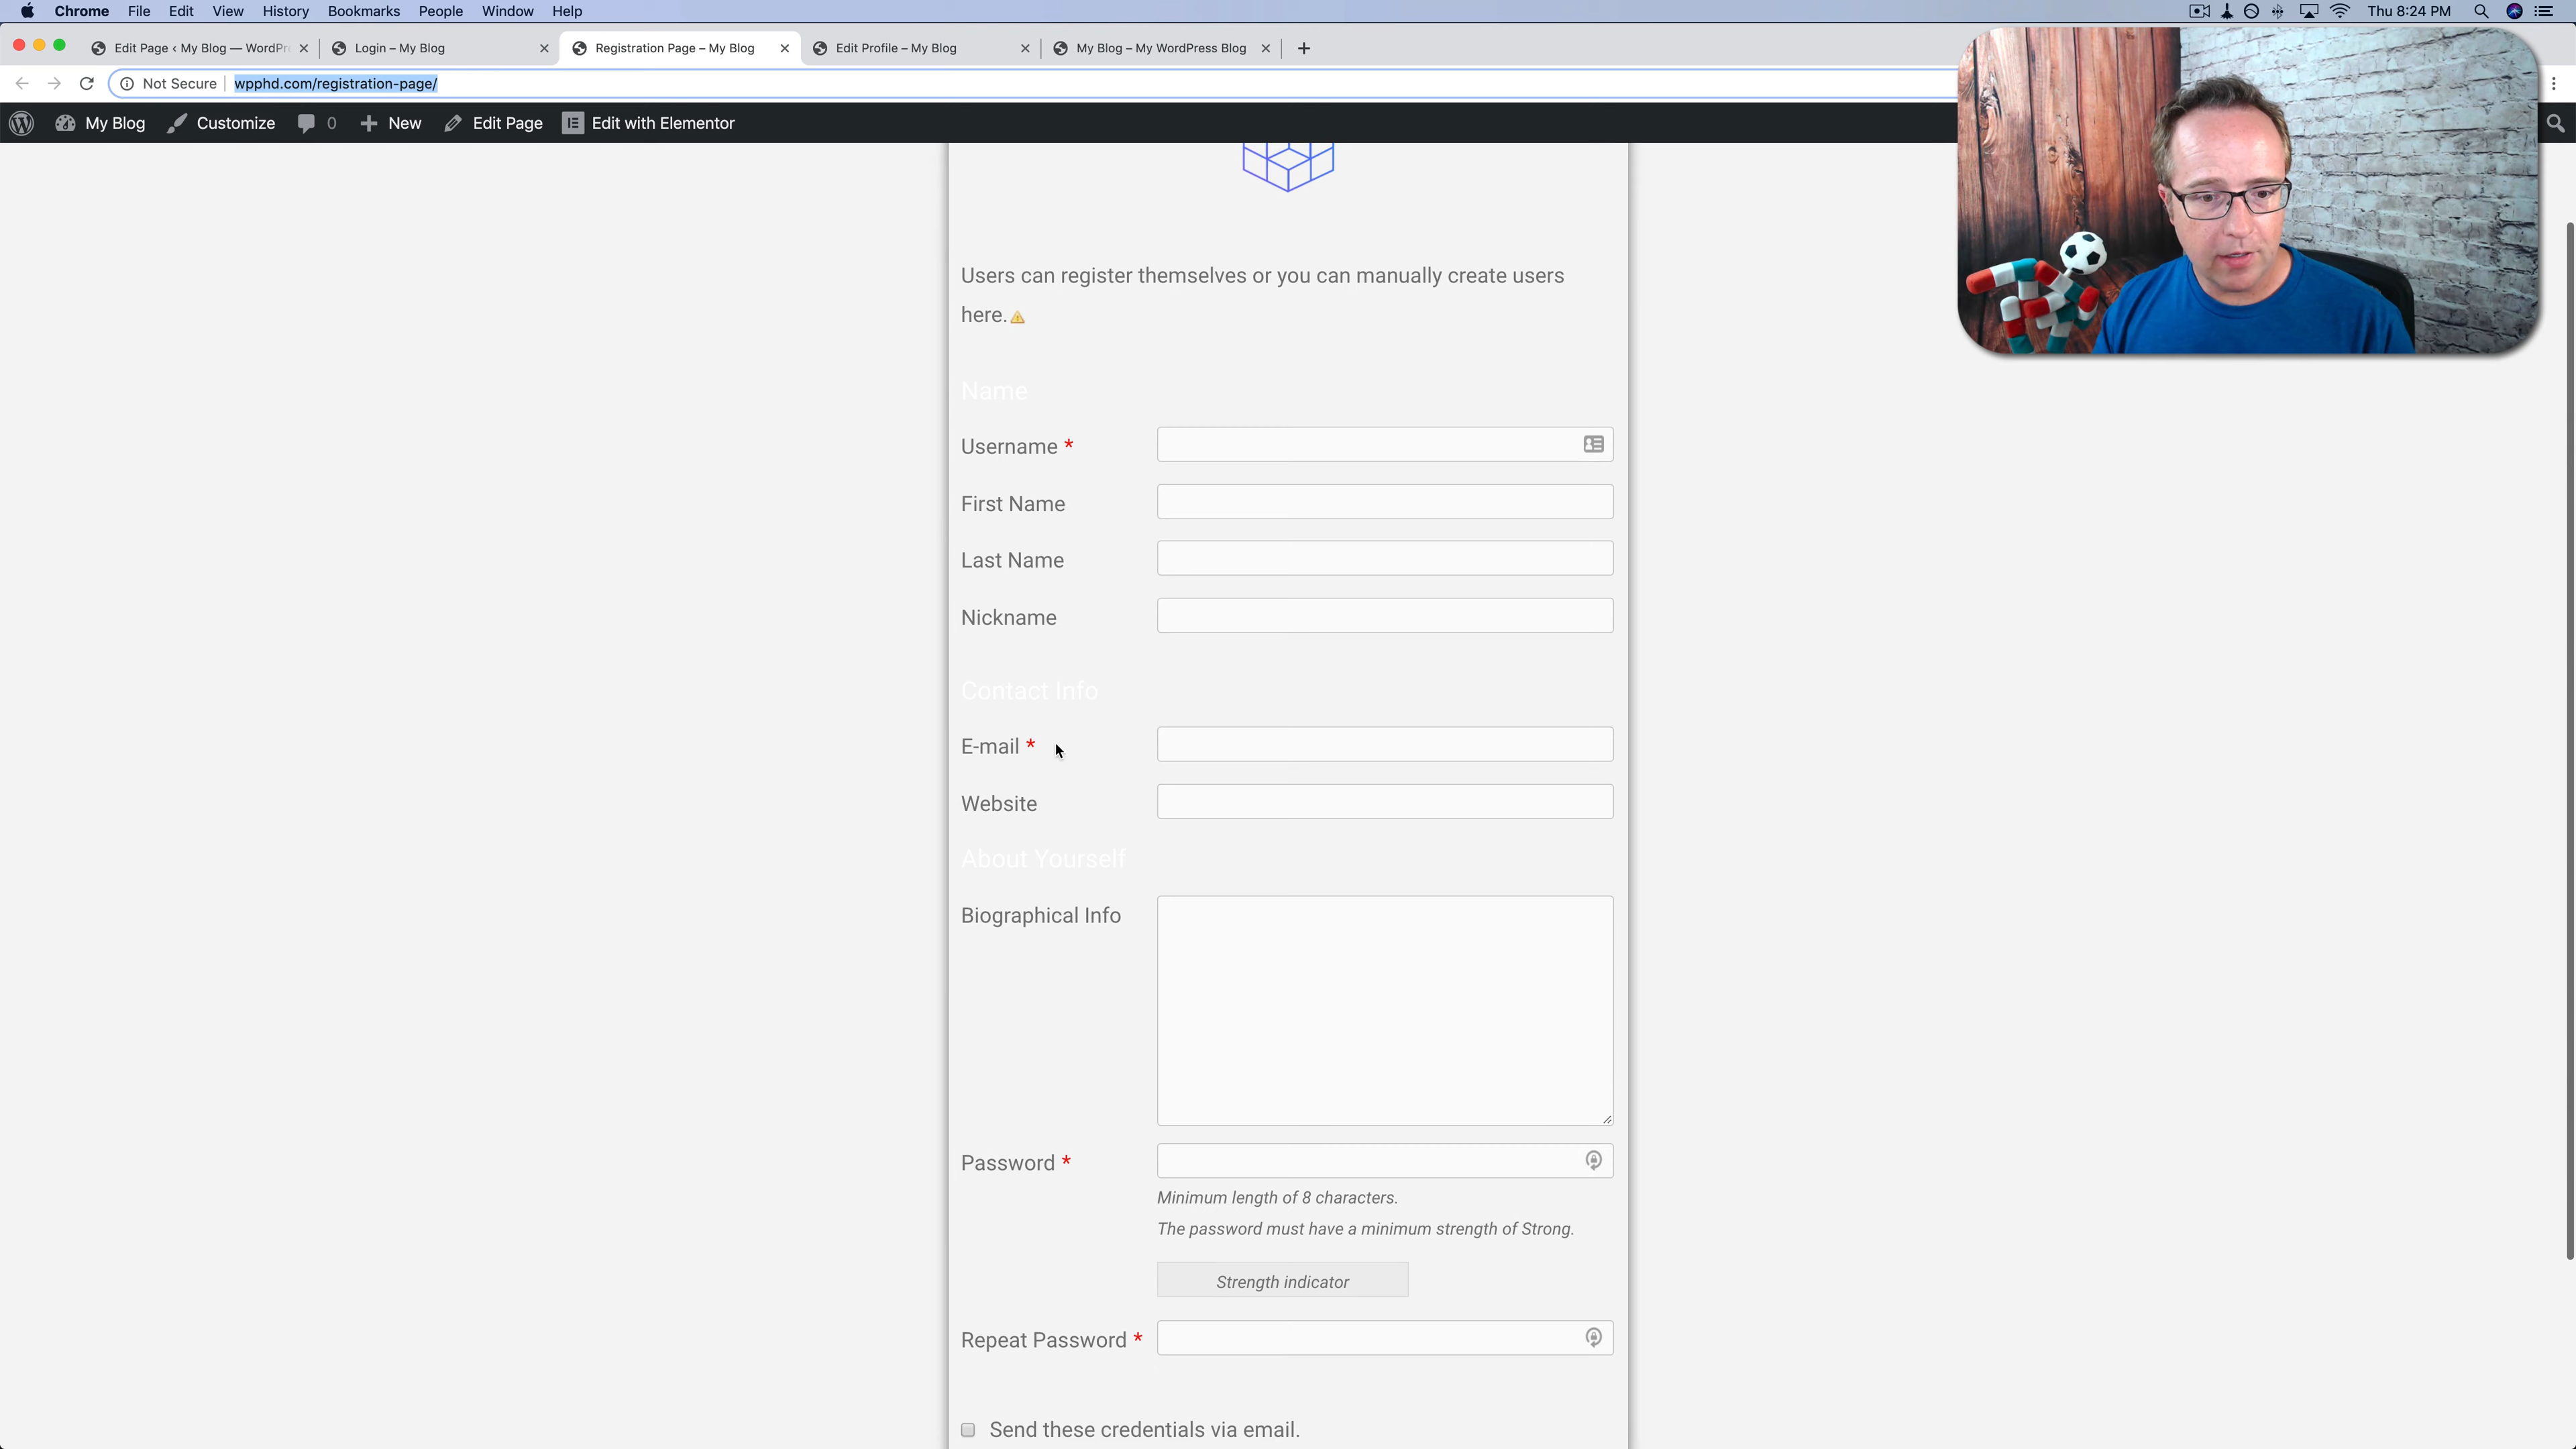 Chrome File Edit View History Bookmarks People Window Help Thu 8:24 PM
Edit Page ‹ My Blog — WordPr Login – My Blog Registration Page – My Blog Edit Profile – My Blog My Blog – My WordPress Blog
Not Secure wpphd.com/registration-page/
My Blog Customize 0 New Edit Page Edit with Elementor
Users can register themselves or you can manually create users
here.
Name
Username *
First Name
Last Name
Nickname
Contact Info
E-mail *
Website
About Yourself
Biographical Info
Password *
Minimum length of 8 characters.
The password must have a minimum strength of Strong.
Strength indicator
Repeat Password *
Send these credentials via email.